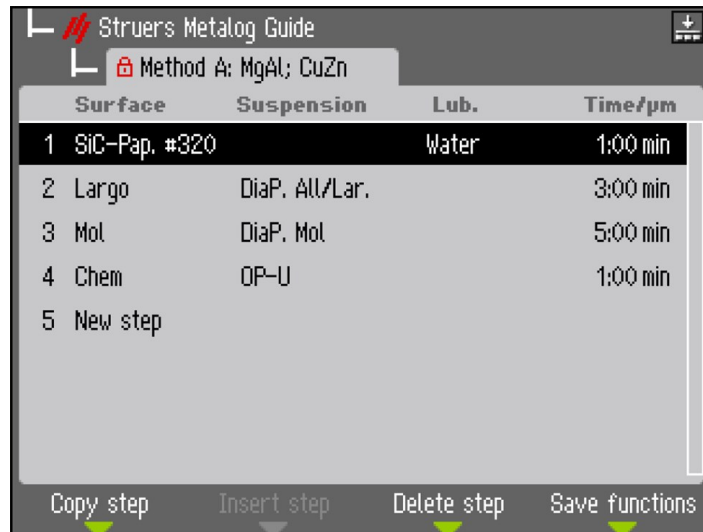 Struers Metalog Guide
Method A: MgAl; CuZn
Surface Suspension Lub. Time/µm
1 SiC-Pap. #320 Water 1:00 min
2 Largo DiaP. All/Lar. 3:00 min
3 Mol DiaP. Mol 5:00 min
4 Chem OP-U 1:00 min
5 New step
Copy step Insert step Delete step Save functions